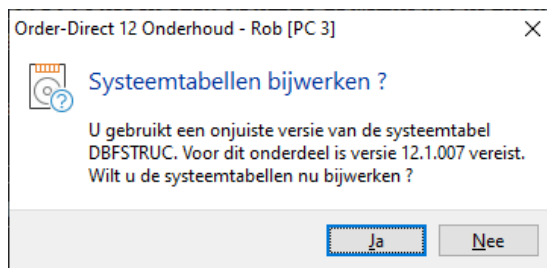 Order-Direct 12 Onderhoud - Rob [PC 3]
Systeemtabellen bijwerken ?
U gebruikt een onjuiste versie van de systeemtabel
DBFSTRUC. Voor dit onderdeel is versie 12.1.007 vereist.
Wilt u de systeemtabellen nu bijwerken ?
Ja
Nee